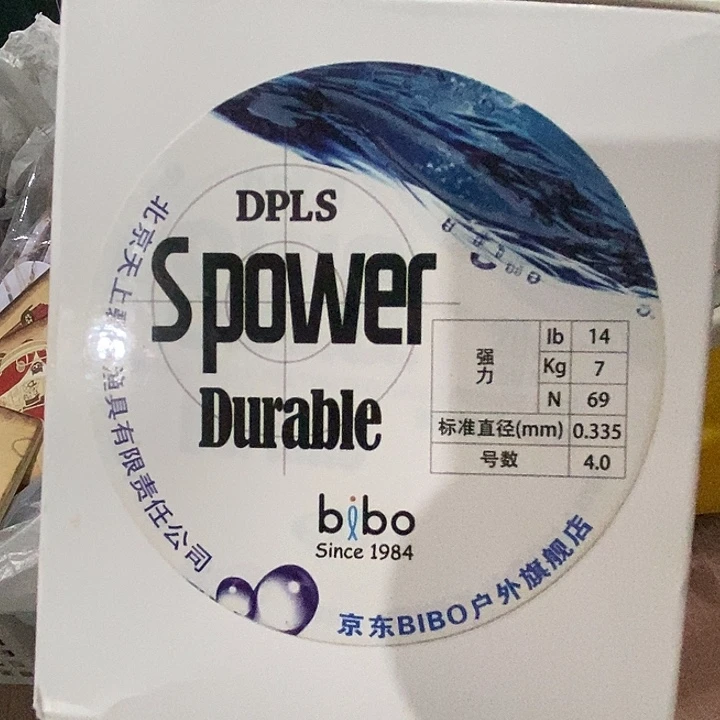 DPLS
Spower
Durable
强力
lb 14
Kg 7
N 69
标准直径(mm) 0.335
号数 4.0
bibo
Since 1984
北京天上
渔具有限责任公司
京东BIBO户外旗舰店